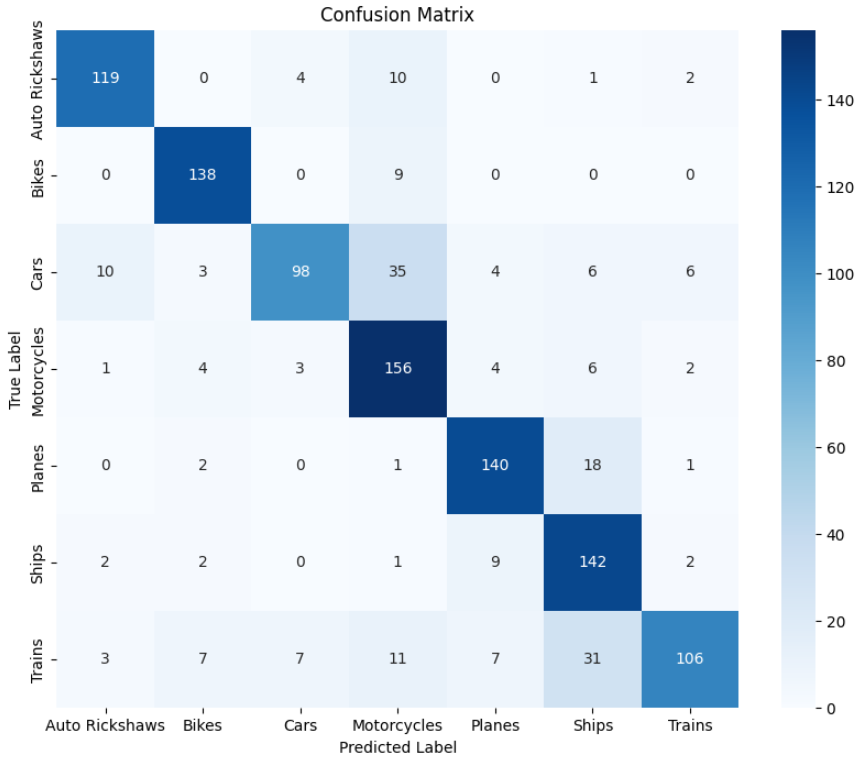 Confusion Matrix
Auto Rickshaws 119 0 4 10 0 1 2
Bikes 0 138 0 9 0 0 0
Cars 10 3 98 35 4 6 6
Motorcycles 1 4 3 156 4 6 2
Planes 0 2 0 1 140 18 1
Ships 2 2 0 1 9 142 2
Trains 3 7 7 11 7 31 106
True Label
Auto Rickshaws Bikes Cars Motorcycles Planes Ships Trains
Predicted Label
140
120
100
80
60
40
20
0